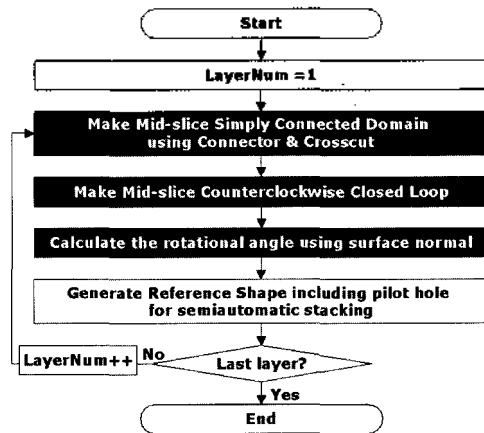 Start
LayerNum =1
Make Mid-slice Simply Connected Domain
using Connector & Crosscut
Make Mid-slice Counterclockwise Closed Loop
Calculate the rotational angle using surface normal
Generate Reference Shape including pilot hole
for semiautomatic stacking
LayerNum++
No
Last layer?
Yes
End